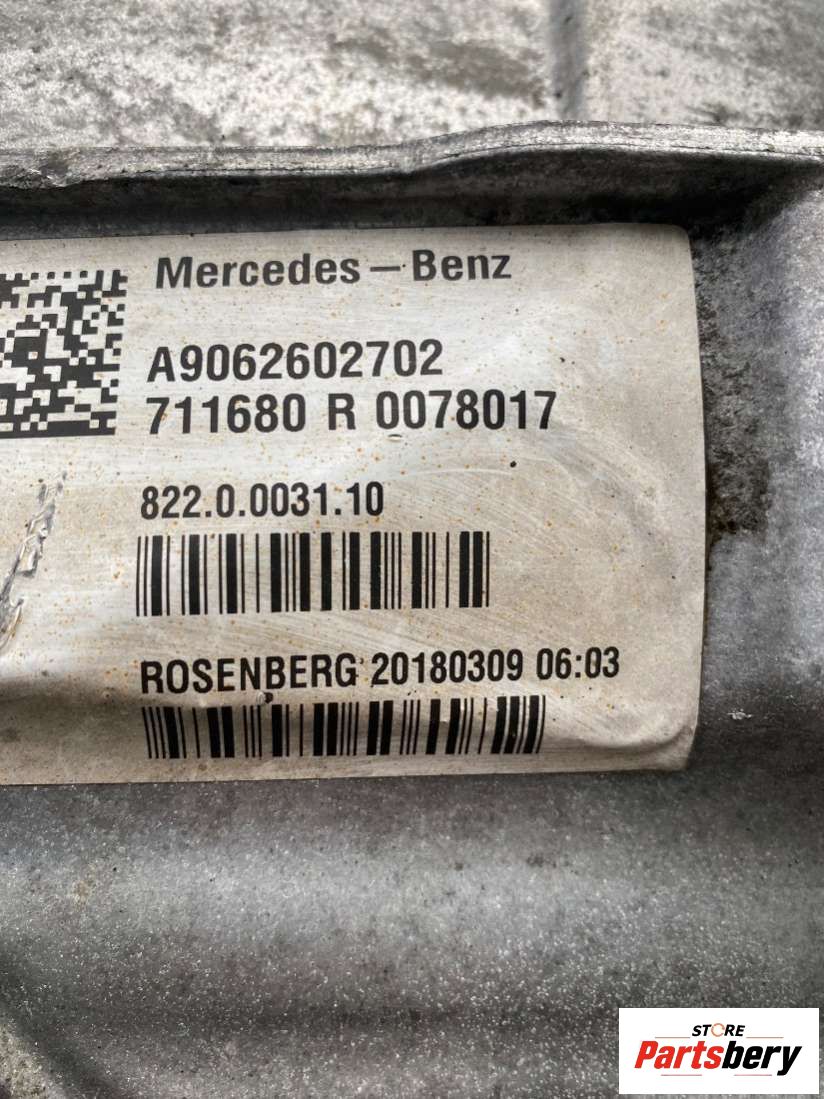 Mercedes-Benz
A9062602702
711680 R 0078017
822.0.0031.10
ROSENBERG 20180309 06:03
STORE
Partsbery